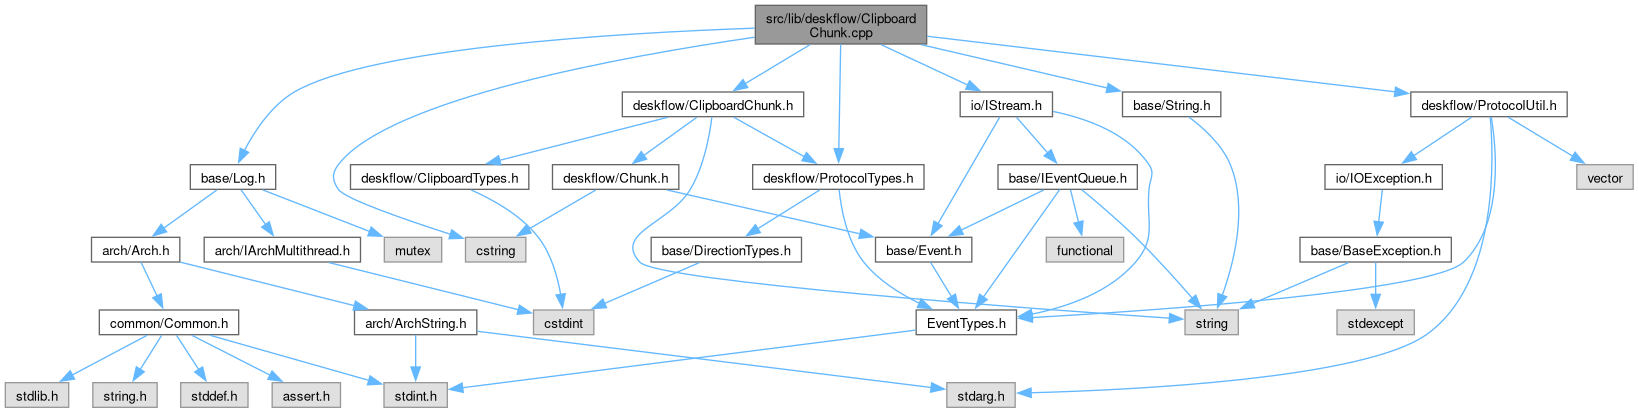 src/lib/deskflow/Clipboard
Chunk.cpp
deskflow/ClipboardChunk.h
io/IStream.h
base/String.h
deskflow/ProtocolUtil.h
base/Log.h
deskflow/ClipboardTypes.h
deskflow/Chunk.h
deskflow/ProtocolTypes.h
base/IEventQueue.h
io/IOException.h
vector
arch/Arch.h
arch/IArchMultithread.h
mutex
cstring
base/DirectionTypes.h
base/Event.h
functional
base/BaseException.h
common/Common.h
arch/ArchString.h
cstdint
EventTypes.h
string
stdexcept
stdlib.h
string.h
stddef.h
assert.h
stdint.h
stdarg.h